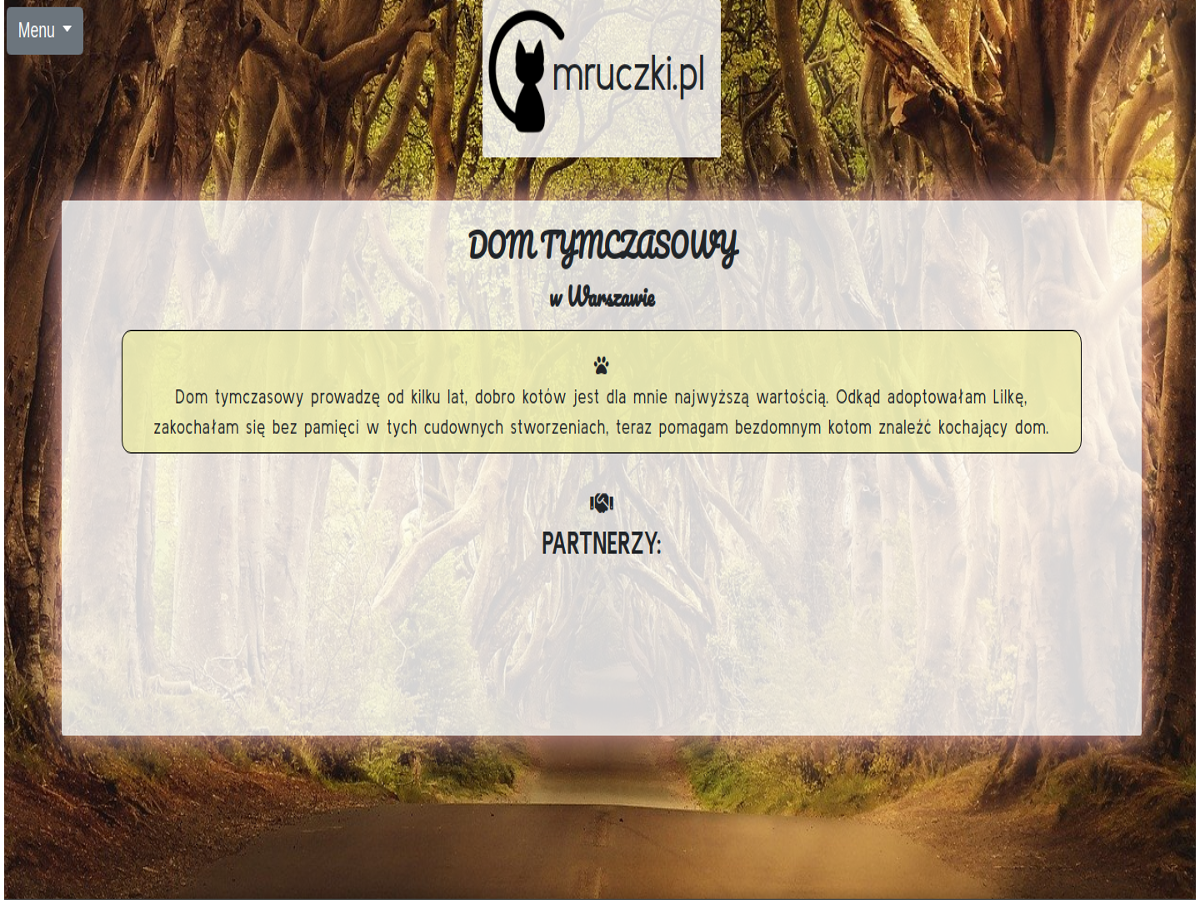 Menu
mruczki.pl
DOM TYMCZASOWY
w Warszawie
Dom tymczasowy prowadzę od kilku lat, dobro kotów jest dla mnie najwyższą wartością. Odkąd adoptowałam Lilkę,
zakochałam się bez pamięci w tych cudownych stworzeniach, teraz pomagam bezdomnym kotom znaleźć kochający dom.
PARTNERZY: